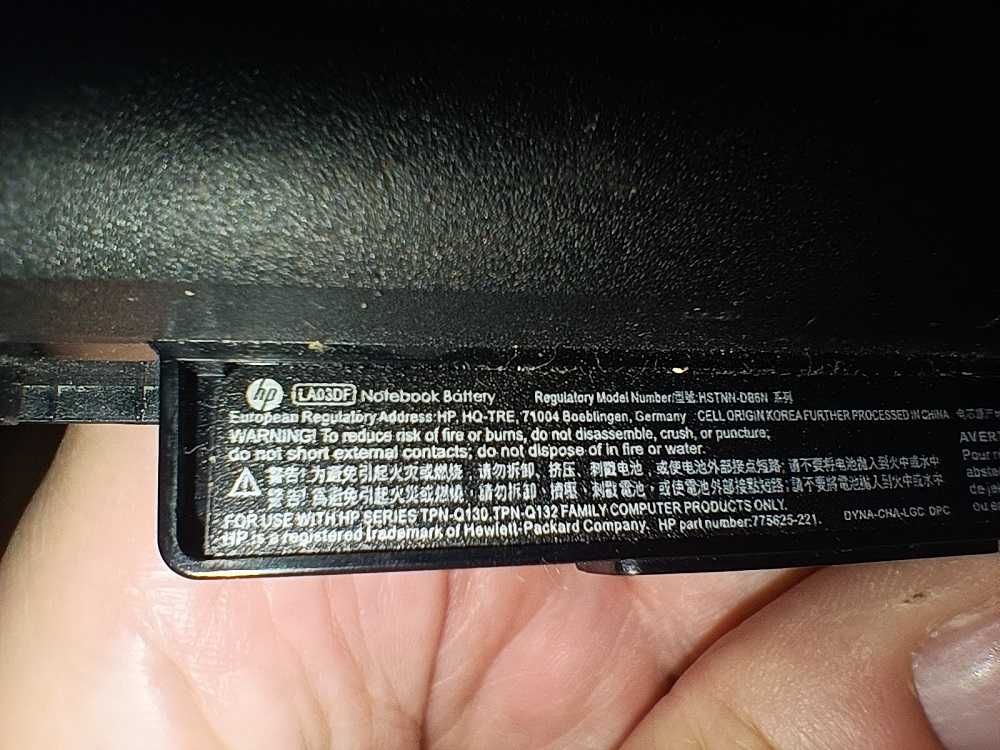 hp LA03DF Notebook Battery Regulatory Model Number/型號:HSTNN-DB6N 系列
European Regulatory Address:HP, HQ-TRE, 71004 Boeblingen, Germany CELL ORIGIN KOREA FURTHER PROCESSED IN CHINA
WARNING! To reduce risk of fire or burns, do not disassemble, crush, or puncture;
do not short external contacts; do not dispose of in fire or water.
警告! 为避免引起火灾或燃烧, 请勿拆卸、挤压、刺戳电池, 或使电池外部接点短路; 请不要将电池抛入到火中或水中
警告! 為避免引起火災或燃燒, 請勿拆卸、擠壓、刺戳電池, 或使電池外部接點短路; 請不要將電池拋入到火中或水中
FOR USE WITH HP SERIES TPN-Q130,TPN-Q132 FAMILY COMPUTER PRODUCTS ONLY.
HP is a registered trademark of Hewlett-Packard Company. HP part number:775625-221. DYNA-CHA-LGC OPC
AVER
Pour